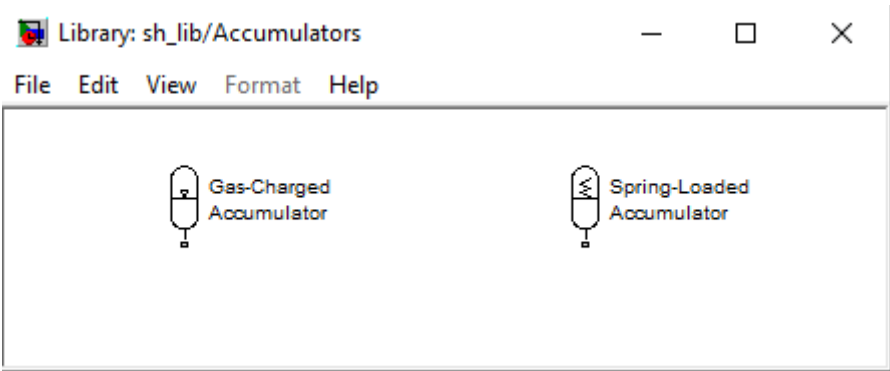 Library: sh_lib/Accumulators
File Edit View Format Help
Gas-Charged
Accumulator
Spring-Loaded
Accumulator